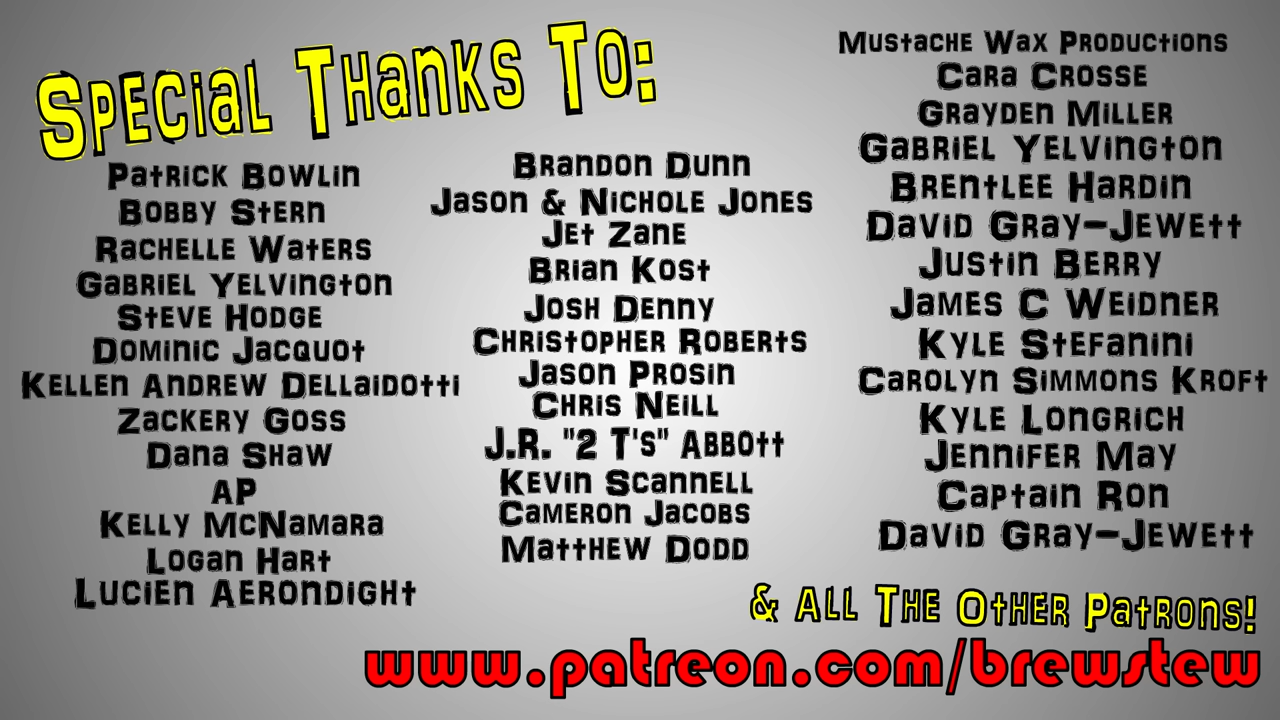 Special Thanks To:
Patrick Bowlin
Bobby Stern
Rachelle Waters
Gabriel Yelvington
Steve Hodge
Dominic Jacquot
Kellen Andrew Dellaidotti
Zackery Goss
Dana Shaw
AP
Kelly McNamara
Logan Hart
Lucien Aerondight
Brandon Dunn
Jason & Nichole Jones
Jet Zane
Brian Kost
Josh Denny
Christopher Roberts
Jason Prosin
Chris Neill
J.R. "2 T's" Abbott
Kevin Scannell
Cameron Jacobs
Matthew Dodd
Mustache Wax Productions
Cara Crosse
Grayden Miller
Gabriel Yelvington
Brentlee Hardin
David Gray-Jewett
Justin Berry
James C Weidner
Kyle Stefanini
Carolyn Simmons Kroft
Kyle Longrich
Jennifer May
Captain Ron
David Gray-Jewett
& All The Other Patrons!
www.patreon.com/brewstew